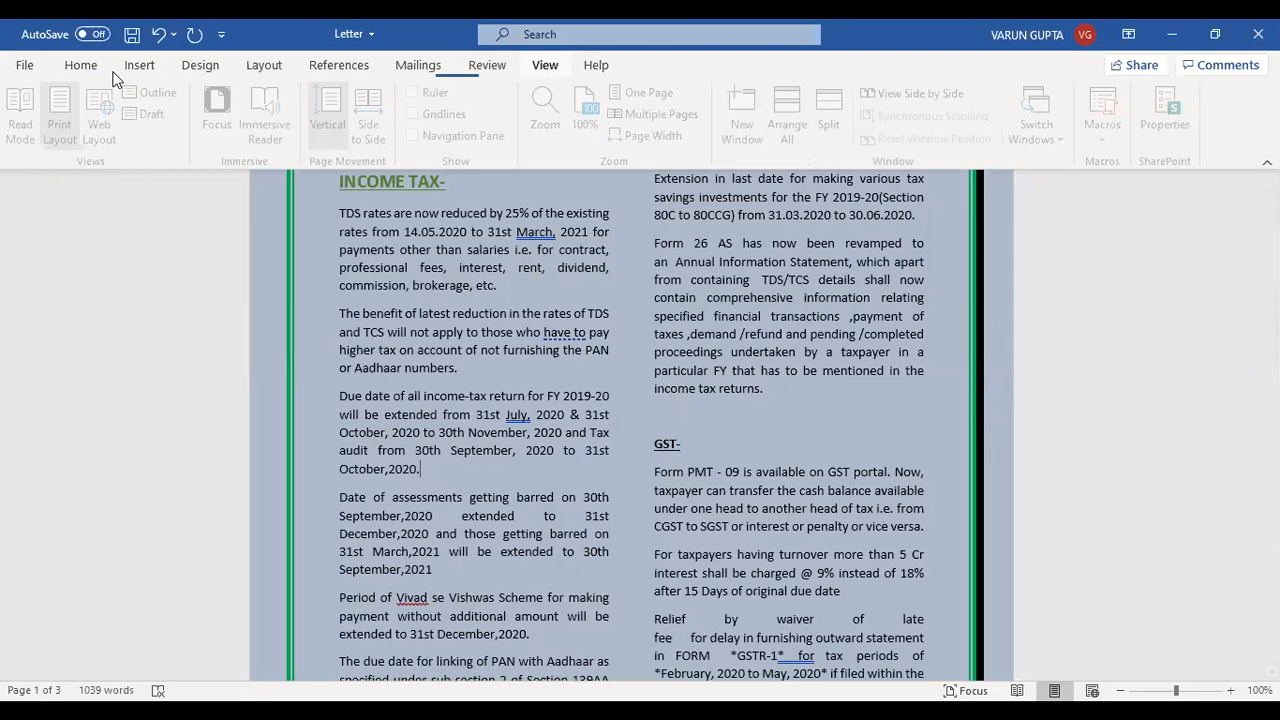 AutoSave Off
Letter
Search
VARUN GUPTA VG
File Home Insert Design Layout References Mailings Review View Help
Share
Comments
Read Mode
Print Layout
Web Layout
Outline
Draft
Views
Focus
Immersive Reader
Immersive
Vertical
Side to Side
Page Movement
Ruler
Gridlines
Navigation Pane
Show
Zoom
100
100%
One Page
Multiple Pages
Page Width
Zoom
New Window
Arrange All
Split
View Side by Side
Synchronous Scrolling
Reset Window Position
Window
Switch Windows
Macros
Macros
Properties
SharePoint
INCOME TAX-
TDS rates are now reduced by 25% of the existing
rates from 14.05.2020 to 31st March, 2021 for
payments other than salaries i.e. for contract,
professional fees, interest, rent, dividend,
commission, brokerage, etc.
The benefit of latest reduction in the rates of TDS
and TCS will not apply to those who have to pay
higher tax on account of not furnishing the PAN
or Aadhaar numbers.
Due date of all income-tax return for FY 2019-20
will be extended from 31st July, 2020 & 31st
October, 2020 to 30th November, 2020 and Tax
audit from 30th September, 2020 to 31st
October,2020.
Date of assessments getting barred on 30th
September,2020 extended to 31st
December,2020 and those getting barred on
31st March,2021 will be extended to 30th
September,2021
Period of Vivad se Vishwas Scheme for making
payment without additional amount will be
extended to 31st December,2020.
The due date for linking of PAN with Aadhaar as
specified under sub section 2 of Section 139AA
Extension in last date for making various tax
savings investments for the FY 2019-20(Section
80C to 80CCG) from 31.03.2020 to 30.06.2020.
Form 26 AS has now been revamped to
an Annual Information Statement, which apart
from containing TDS/TCS details shall now
contain comprehensive information relating
specified financial transactions ,payment of
taxes ,demand /refund and pending /completed
proceedings undertaken by a taxpayer in a
particular FY that has to be mentioned in the
income tax returns.
GST-
Form PMT - 09 is available on GST portal. Now,
taxpayer can transfer the cash balance available
under one head to another head of tax i.e. from
CGST to SGST or interest or penalty or vice versa.
For taxpayers having turnover more than 5 Cr
interest shall be charged @ 9% instead of 18%
after 15 Days of original due date
Relief by waiver of late
fee for delay in furnishing outward statement
in FORM *GSTR-1* for tax periods of
*February, 2020 to May, 2020* if filed within the
Page 1 of 3 1039 words
Focus
100%